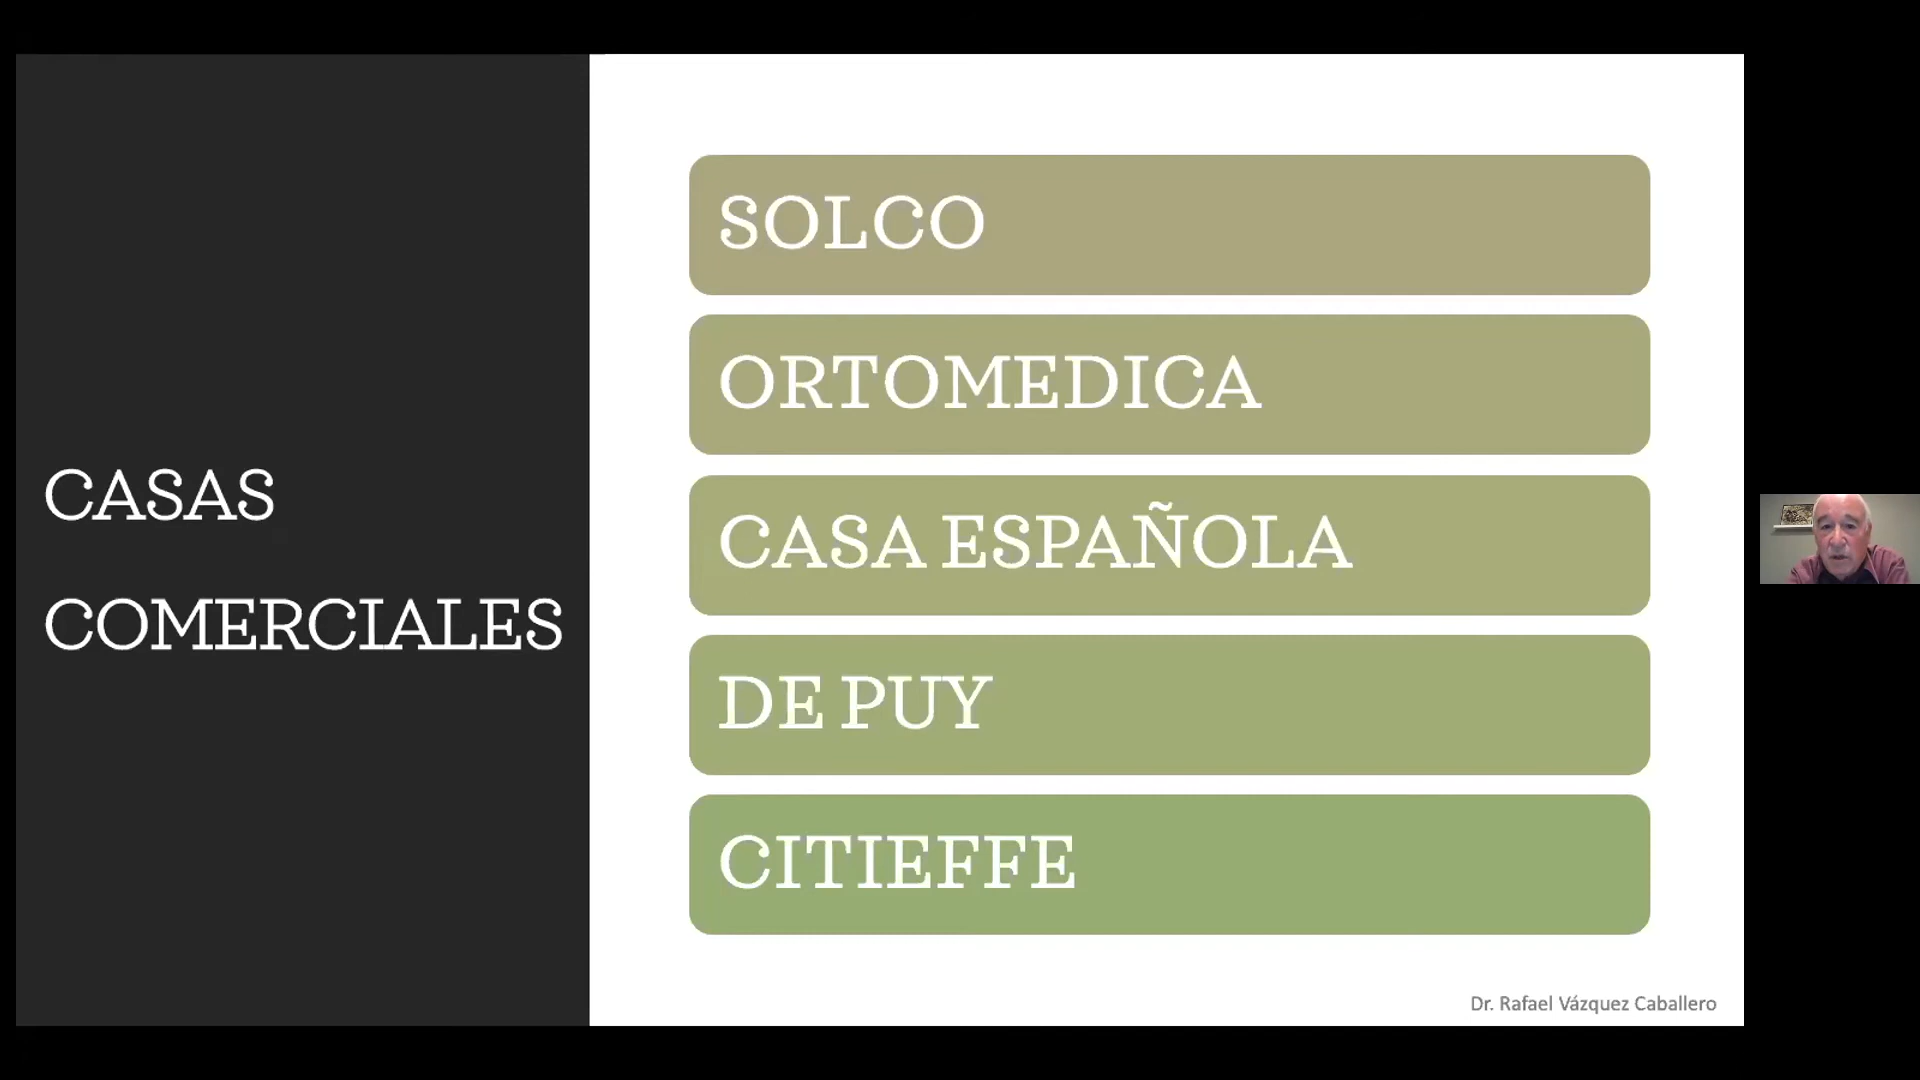 CASAS
COMERCIALES
SOLCO
ORTOMEDICA
CASA ESPAÑOLA
DE PUY
CITIEFFE
Dr. Rafael Vázquez Caballero